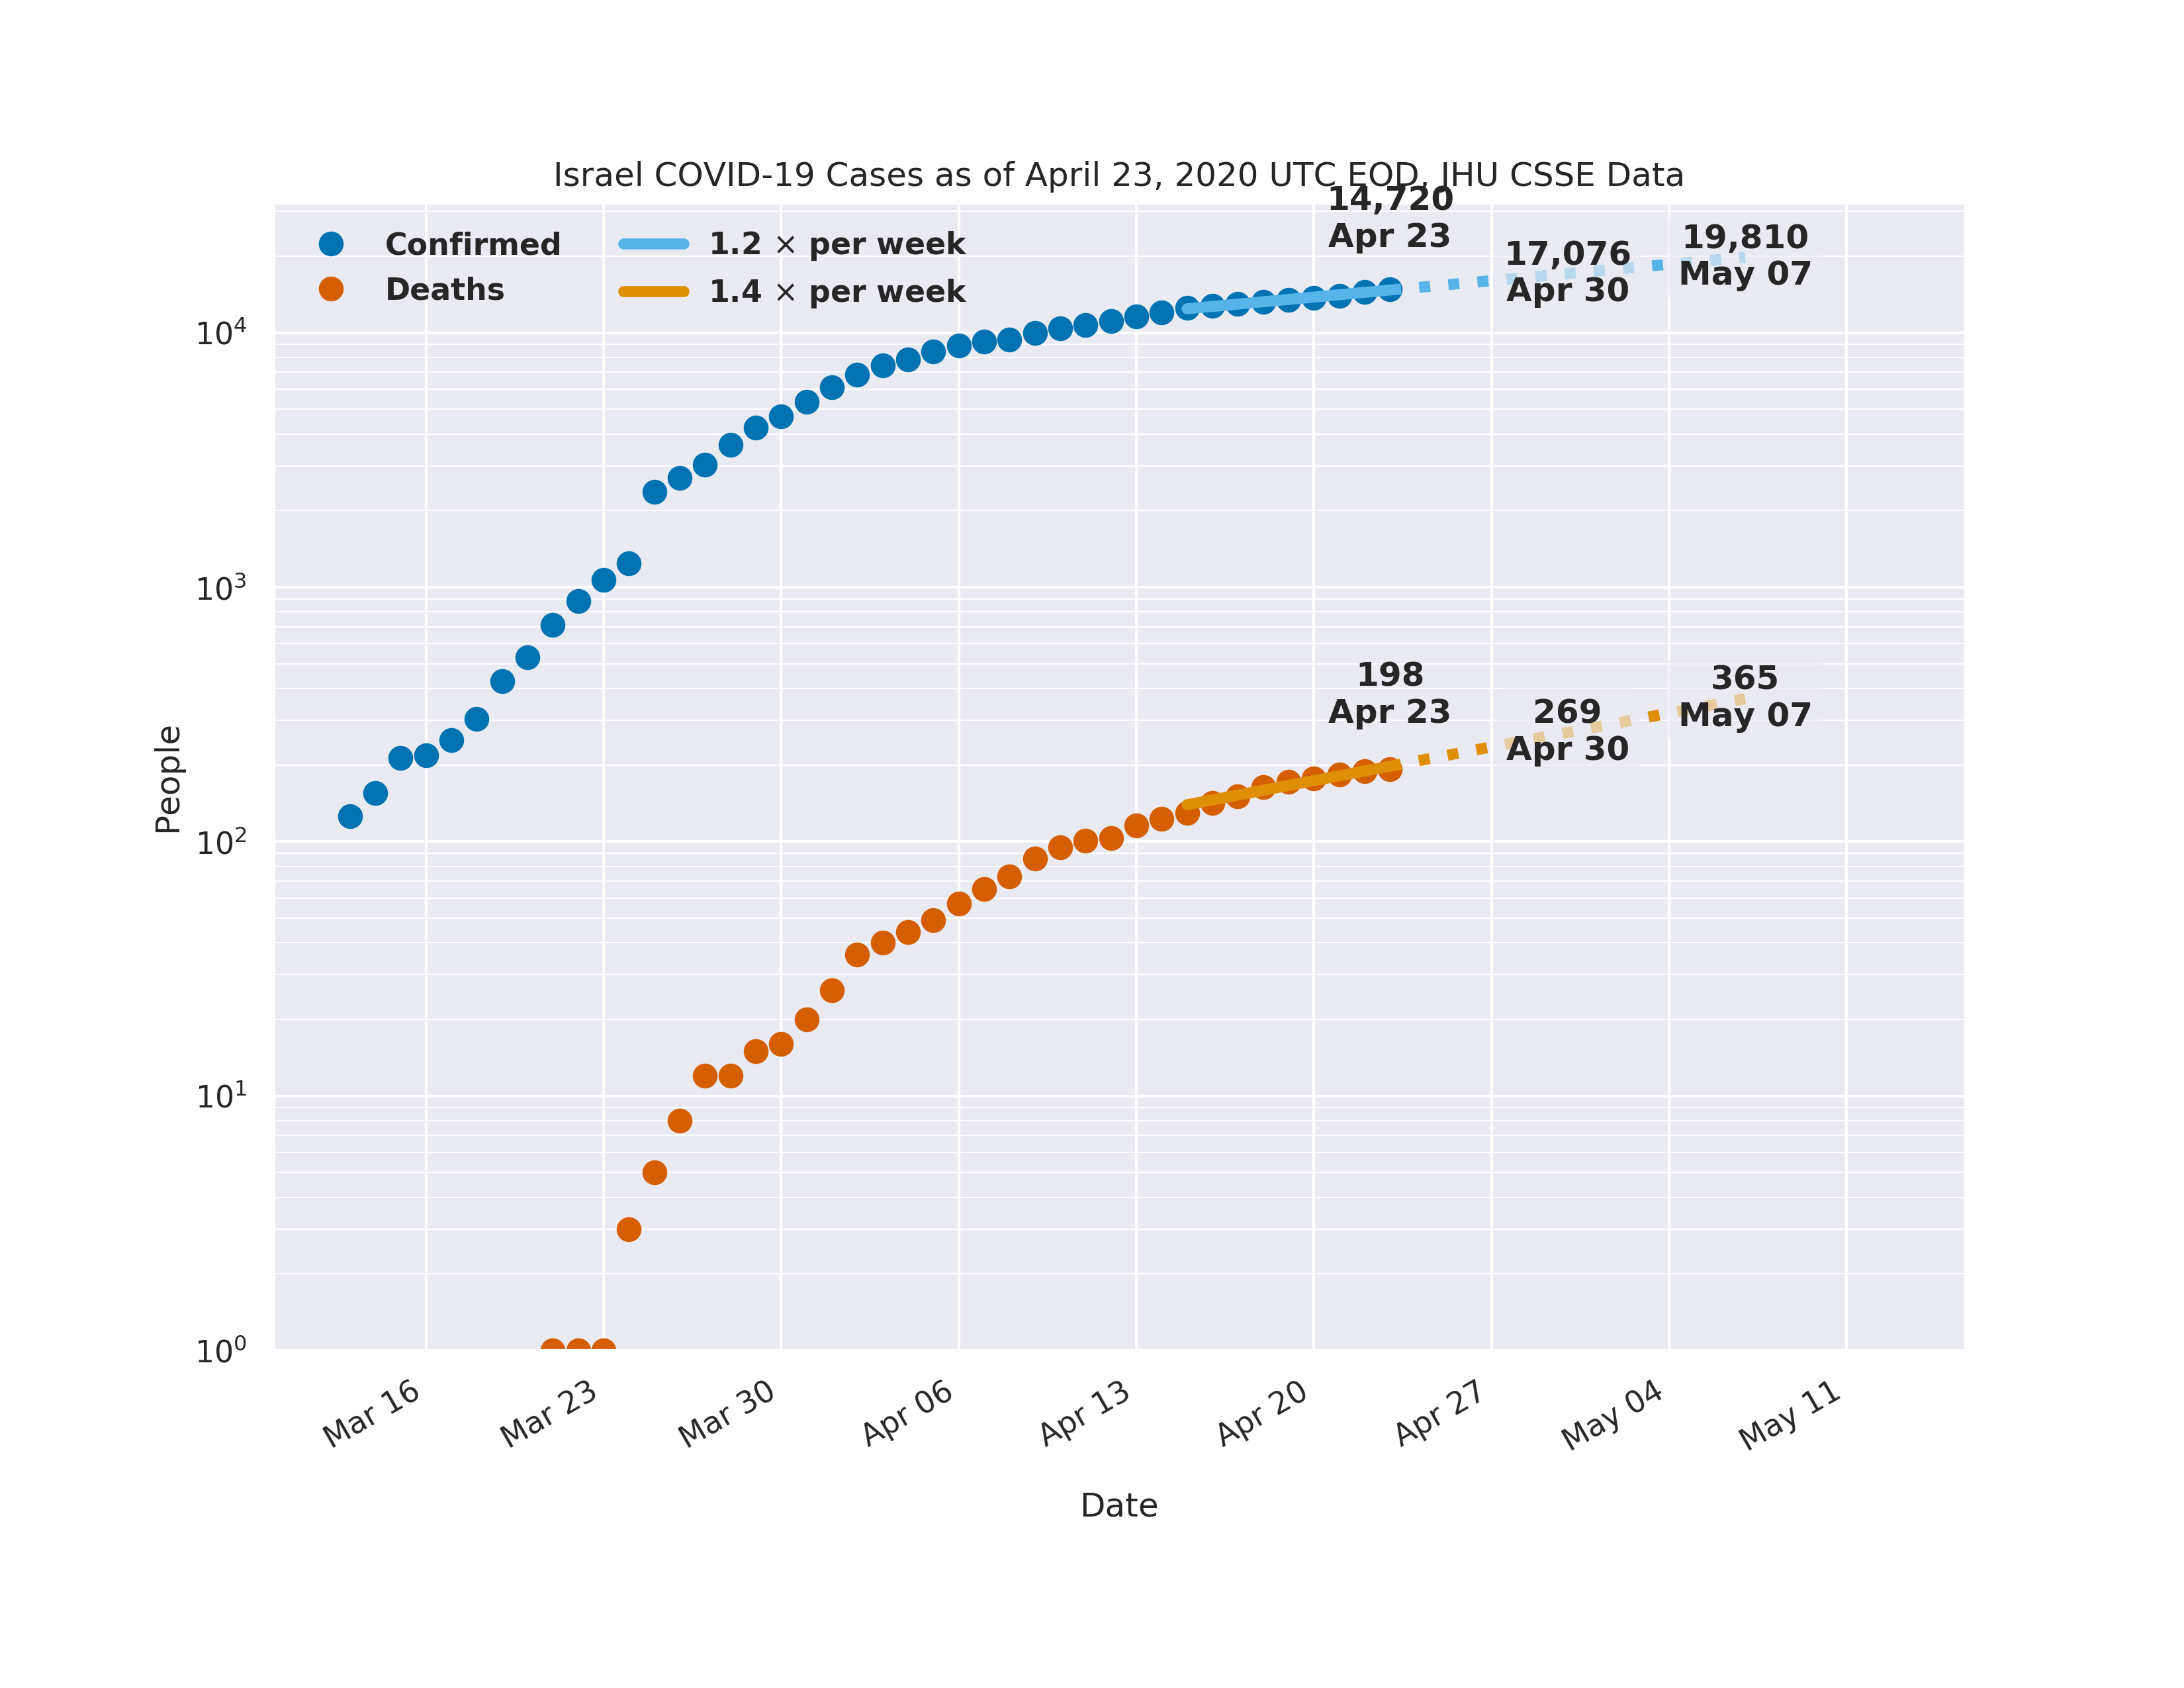 Israel COVID-19 Cases as of April 23, 2020 UTC EOD, JHU CSSE Data
Confirmed
Deaths
1.2 × per week
1.4 × per week
14,720
Apr 23
17,076
Apr 30
19,810
May 07
198
Apr 23
269
Apr 30
365
May 07
People
10⁴
10³
10²
10¹
10⁰
Mar 16
Mar 23
Mar 30
Apr 06
Apr 13
Apr 20
Apr 27
May 04
May 11
Date